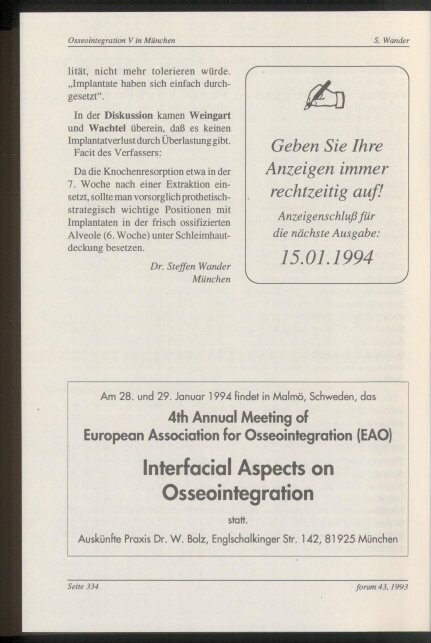 Osseointegration V in München
S. Wander
lität, nicht mehr tolerieren würde.
„Implantate haben sich einfach durch-
gesetzt“.
In der Diskussion kamen Weingart
und Wachtel überein, daß es keinen
Implantatverlust durch Überlastung gibt.
Facit des Verfassers:
Da die Knochenresorption etwa in der
7. Woche nach einer Extraktion ein-
setzt, sollte man vorsorglich prothetisch-
strategisch wichtige Positionen mit
Implantaten in der frisch ossifizierten
Alveole (6. Woche) unter Schleimhaut-
deckung besetzen.
Dr. Steffen Wander
München
Geben Sie Ihre
Anzeigen immer
rechtzeitig auf!
Anzeigenschluß für
die nächste Ausgabe:
15.01.1994
Am 28. und 29. Januar 1994 findet in Malmö, Schweden, das
4th Annual Meeting of
European Association for Osseointegration (EAO)
Interfacial Aspects on
Osseointegration
statt.
Auskünfte Praxis Dr. W. Bolz, Englschalkinger Str. 142, 81925 München
Seite 334
forum 43, 1993